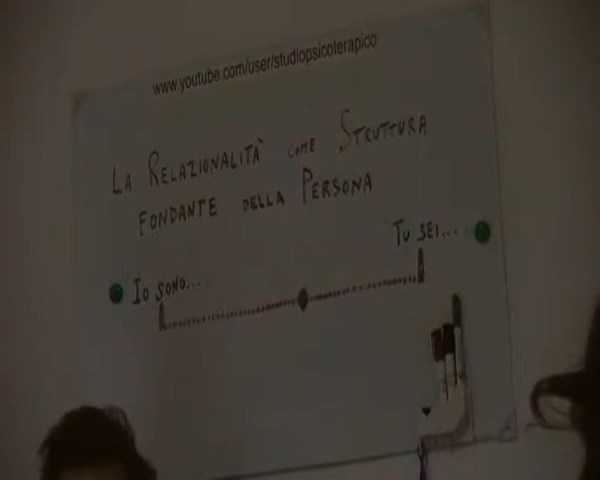 www.youtube.com/user/studiopsicoterapico
LA RELAZIONALITÀ COME STRUTTURA
FONDANTE DELLA PERSONA
TU SEI...
IO SONO....